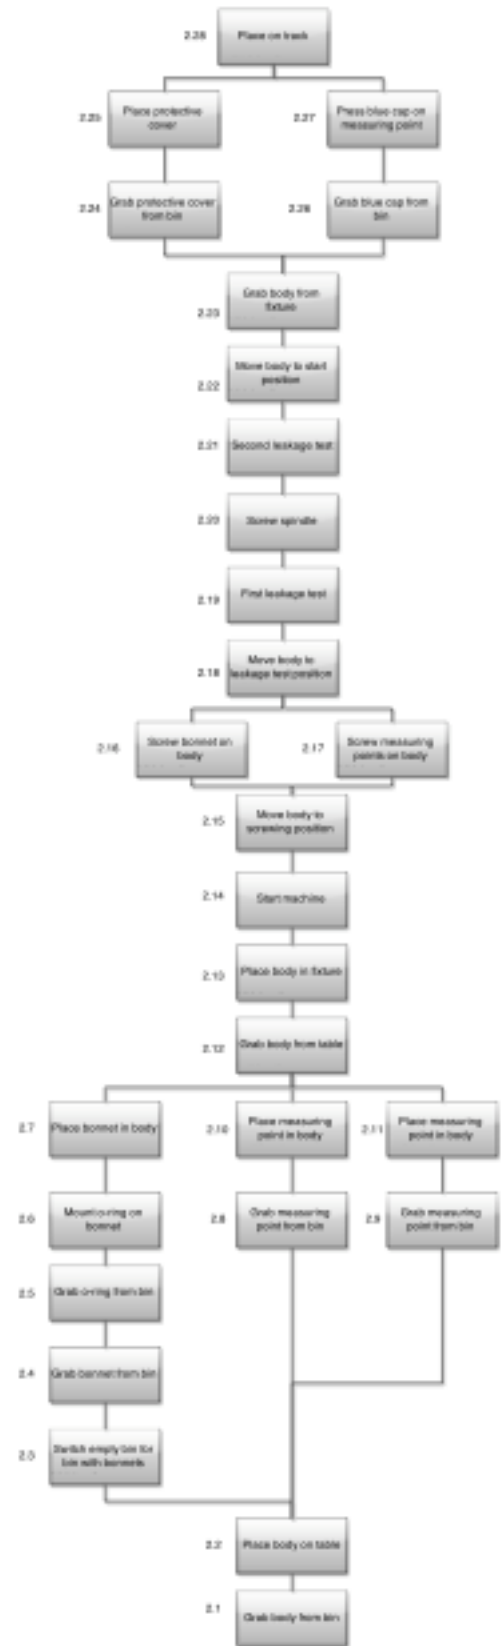 2.28
Place on track
2.25
Place protective
cover
2.27
Press blue cap on
measuring point
2.24
Grab protective cover
from bin
2.26
Grab blue cap from
bin
2.23
Grab body from
fixture
2.22
Move body to start
position
2.21
Second leakage test
2.20
Screw spindle
2.19
First leakage test
2.18
Move body to
leakage test position
2.16
Screw bonnet on
body
2.17
Screw measuring
points on body
2.15
Move body to
screwing position
2.14
Start machine
2.13
Place body in fixture
2.12
Grab body from table
2.7
Place bonnet in body
2.10
Place measuring
point in body
2.11
Place measuring
point in body
2.6
Mount o-ring on
bonnet
2.8
Grab measuring
point from bin
2.9
Grab measuring
point from bin
2.5
Grab o-ring from bin
2.4
Grab bonnet from bin
2.3
Switch empty bin for
bin with bonnets
2.2
Place body on table
2.1
Grab body from bin